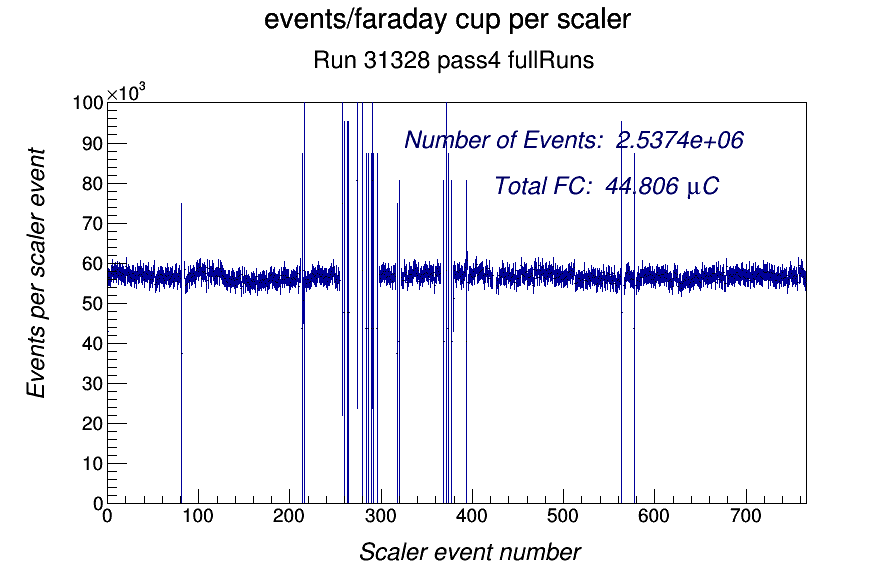 events/faraday cup per scaler
Run 31328 pass4 fullRuns
×10³
100
90
80
70
60
50
40
30
20
10
0
Events per scaler event
Number of Events: 2.5374e+06
Total FC: 44.806 μC
0 100 200 300 400 500 600 700
Scaler event number